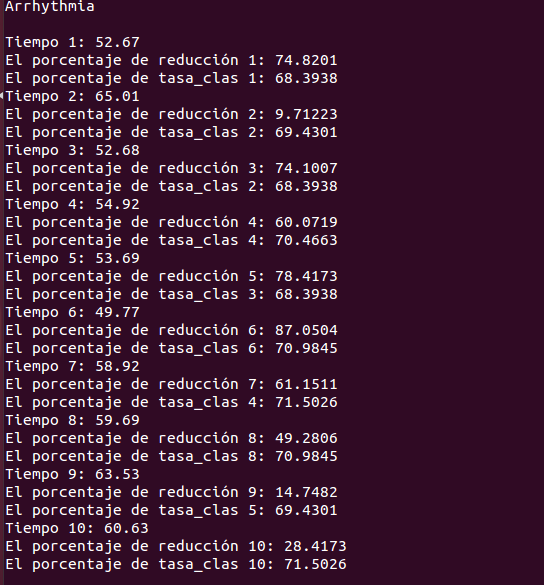 Arrhythmia
Tiempo 1: 52.67
El porcentaje de reducción 1: 74.8201
El porcentaje de tasa_clas 1: 68.3938
Tiempo 2: 65.01
El porcentaje de reducción 2: 9.71223
El porcentaje de tasa_clas 2: 69.4301
Tiempo 3: 52.68
El porcentaje de reducción 3: 74.1007
El porcentaje de tasa_clas 2: 68.3938
Tiempo 4: 54.92
El porcentaje de reducción 4: 60.0719
El porcentaje de tasa_clas 4: 70.4663
Tiempo 5: 53.69
El porcentaje de reducción 5: 78.4173
El porcentaje de tasa_clas 3: 68.3938
Tiempo 6: 49.77
El porcentaje de reducción 6: 87.0504
El porcentaje de tasa_clas 6: 70.9845
Tiempo 7: 58.92
El porcentaje de reducción 7: 61.1511
El porcentaje de tasa_clas 4: 71.5026
Tiempo 8: 59.69
El porcentaje de reducción 8: 49.2806
El porcentaje de tasa_clas 8: 70.9845
Tiempo 9: 63.53
El porcentaje de reducción 9: 14.7482
El porcentaje de tasa_clas 5: 69.4301
Tiempo 10: 60.63
El porcentaje de reducción 10: 28.4173
El porcentaje de tasa_clas 10: 71.5026